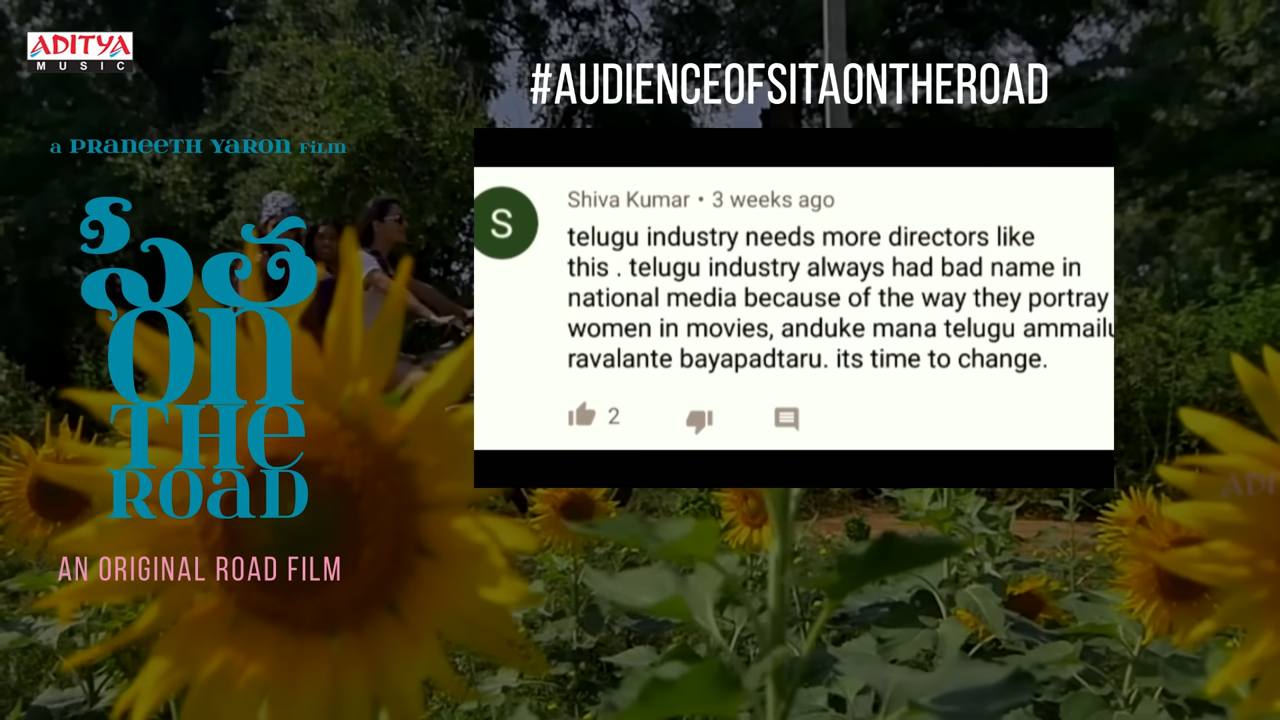 ADITYA
MUSIC
#AUDIENCEOFSITAONTHEROAD
a PRANEETH YARON FILM
సీత
ON
THE
ROAD
AN ORIGINAL ROAD FILM
S
Shiva Kumar • 3 weeks ago
telugu industry needs more directors like
this . telugu industry always had bad name in
national media because of the way they portray
women in movies, anduke mana telugu ammailu
ravalante bayapadtaru. its time to change.
2